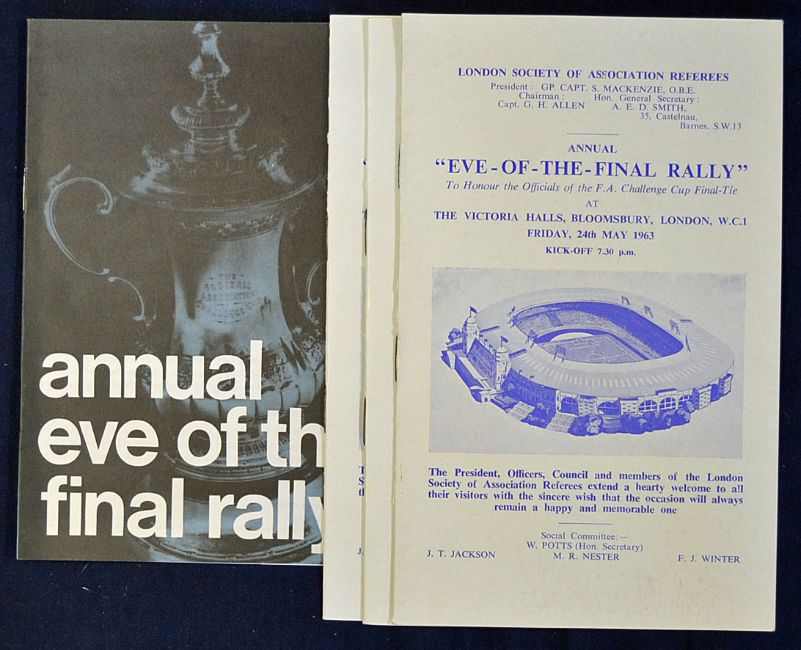 annual
eve of th
final rally
THE
FOOTBALL
ASSOCIATION
CHALLENGE CUP
LONDON SOCIETY OF ASSOCIATION REFEREES
President : GP. CAPT. S. MACKENZIE, O.B.E.
Chairman : Hon. General Secretary :
Capt. G. H. ALLEN A. E. D. SMITH,
35, Castelnau,
Barnes, S.W.13
ANNUAL
“EVE-OF-THE-FINAL RALLY”
To Honour the Officials of the F.A. Challenge Cup Final-Tie
AT
THE VICTORIA HALLS, BLOOMSBURY, LONDON, W.C.1
FRIDAY, 24th MAY 1963
KICK-OFF 7.30 p.m.
The President, Officers, Council and members of the London
Society of Association Referees extend a hearty welcome to all
their visitors with the sincere wish that the occasion will always
remain a happy and memorable one
Social Committee:—
W. POTTS (Hon. Secretary)
J. T. JACKSON M. R. NESTER F. J. WINTER